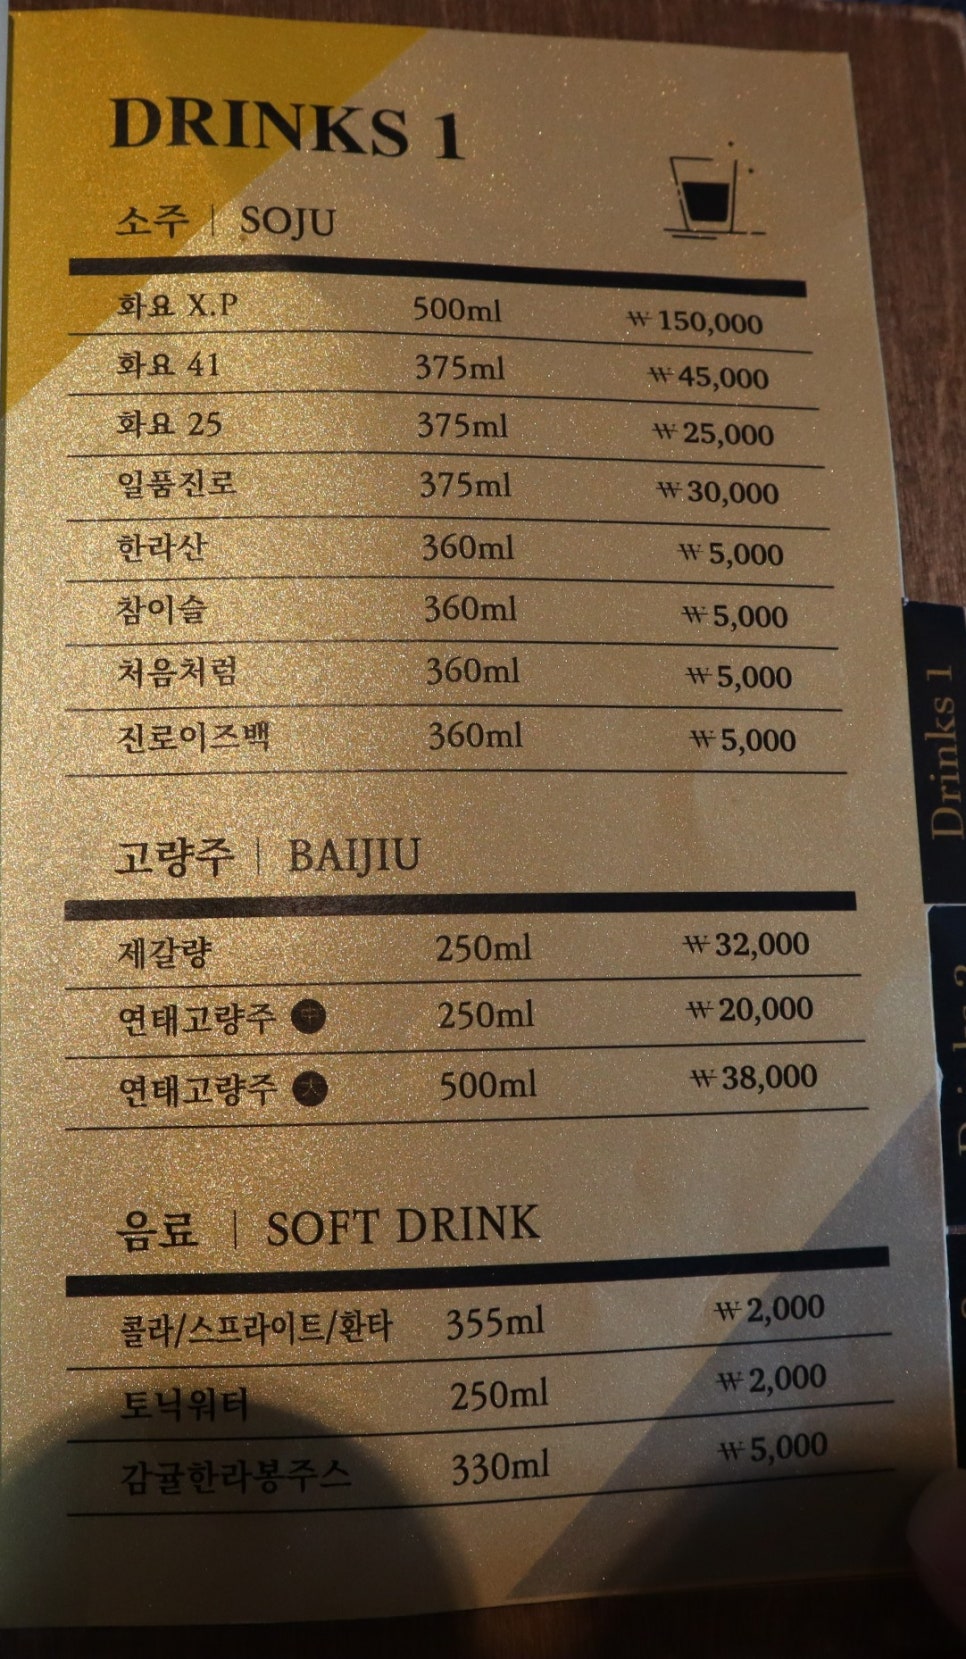 DRINKS 1
소주 | SOJU
화요 X.P 500ml ₩150,000
화요 41 375ml ₩45,000
화요 25 375ml ₩25,000
일품진로 375ml ₩30,000
한라산 360ml ₩5,000
참이슬 360ml ₩5,000
처음처럼 360ml ₩5,000
진로이즈백 360ml ₩5,000
고량주 | BAIJIU
제갈량 250ml ₩32,000
연태고량주 中 250ml ₩20,000
연태고량주 大 500ml ₩38,000
음료 | SOFT DRINK
콜라/스프라이트/환타 355ml ₩2,000
토닉워터 250ml ₩2,000
감귤한라봉주스 330ml ₩5,000
Drinks 1